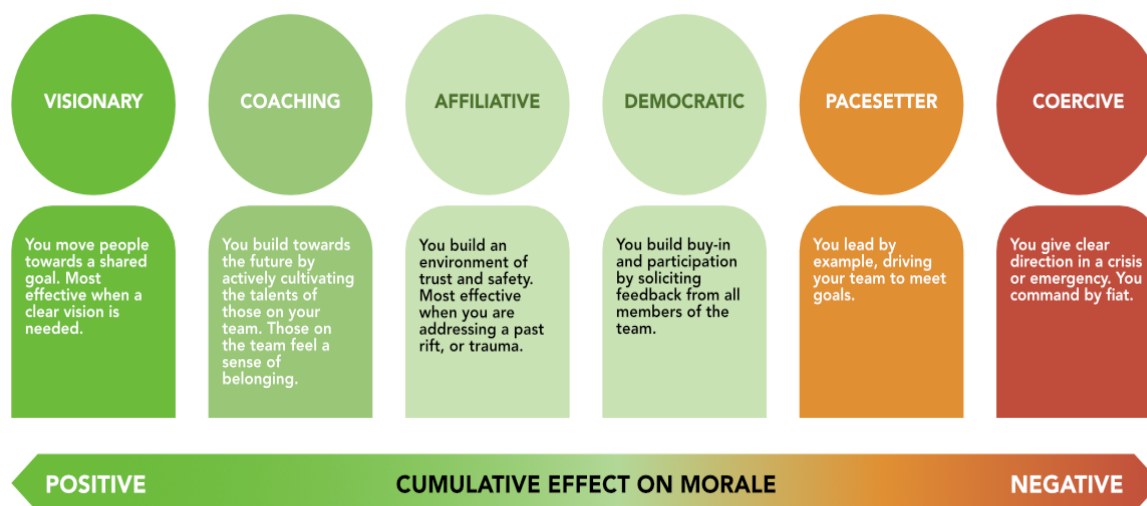 VISIONARY
COACHING
AFFILIATIVE
DEMOCRATIC
PACESETTER
COERCIVE
You move people
towards a shared
goal. Most
effective when a
clear vision is
needed.
You build towards
the future by
actively cultivating
the talents of
those on your
team. Those on
the team feel a
sense of
belonging.
You build an
environment of
trust and safety.
Most effective
when you are
addressing a past
rift, or trauma.
You build buy-in
and participation
by soliciting
feedback from all
members of the
team.
You lead by
example, driving
your team to meet
goals.
You give clear
direction in a crisis
or emergency. You
command by fiat.
POSITIVE
CUMULATIVE EFFECT ON MORALE
NEGATIVE